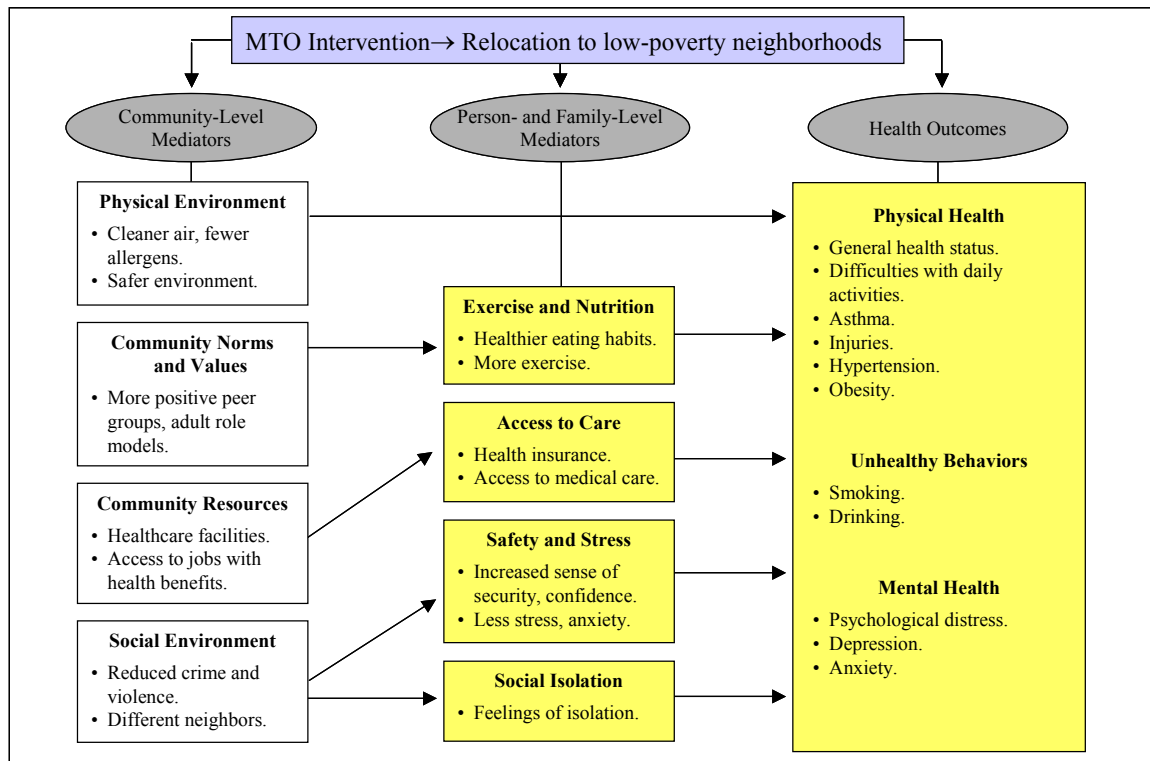 MTO Intervention→ Relocation to low-poverty neighborhoods
Community-Level
Mediators
Person- and Family-Level
Mediators
Health Outcomes
Physical Environment
• Cleaner air, fewer
allergens.
• Safer environment.
Community Norms
and Values
• More positive peer
groups, adult role
models.
Community Resources
• Healthcare facilities.
• Access to jobs with
health benefits.
Social Environment
• Reduced crime and
violence.
• Different neighbors.
Exercise and Nutrition
• Healthier eating habits.
• More exercise.
Access to Care
• Health insurance.
• Access to medical care.
Safety and Stress
• Increased sense of
security, confidence.
• Less stress, anxiety.
Social Isolation
• Feelings of isolation.
Physical Health
• General health status.
• Difficulties with daily
activities.
• Asthma.
• Injuries.
• Hypertension.
• Obesity.
Unhealthy Behaviors
• Smoking.
• Drinking.
Mental Health
• Psychological distress.
• Depression.
• Anxiety.